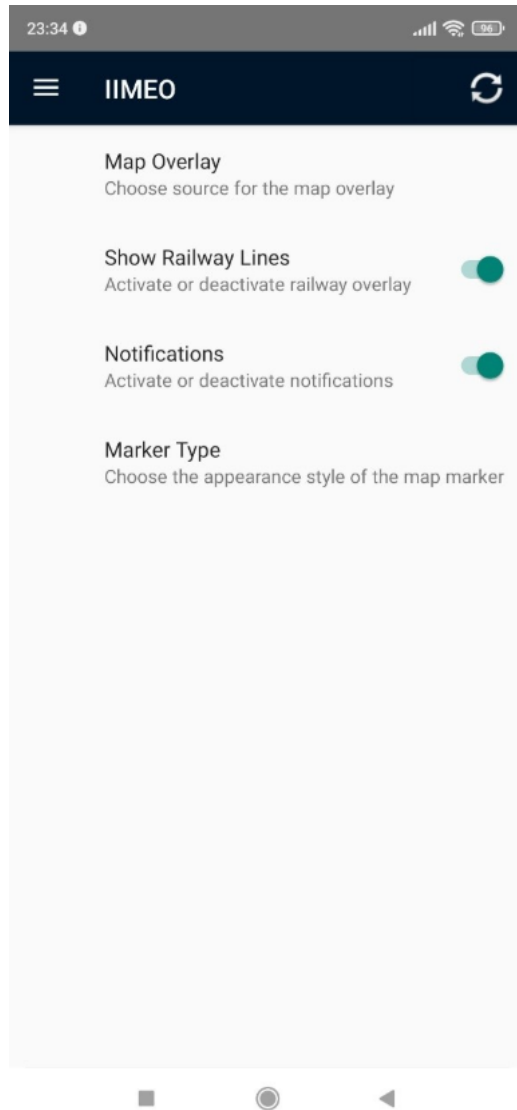 23:34
96
IIMEO
Map Overlay
Choose source for the map overlay
Show Railway Lines
Activate or deactivate railway overlay
Notifications
Activate or deactivate notifications
Marker Type
Choose the appearance style of the map marker